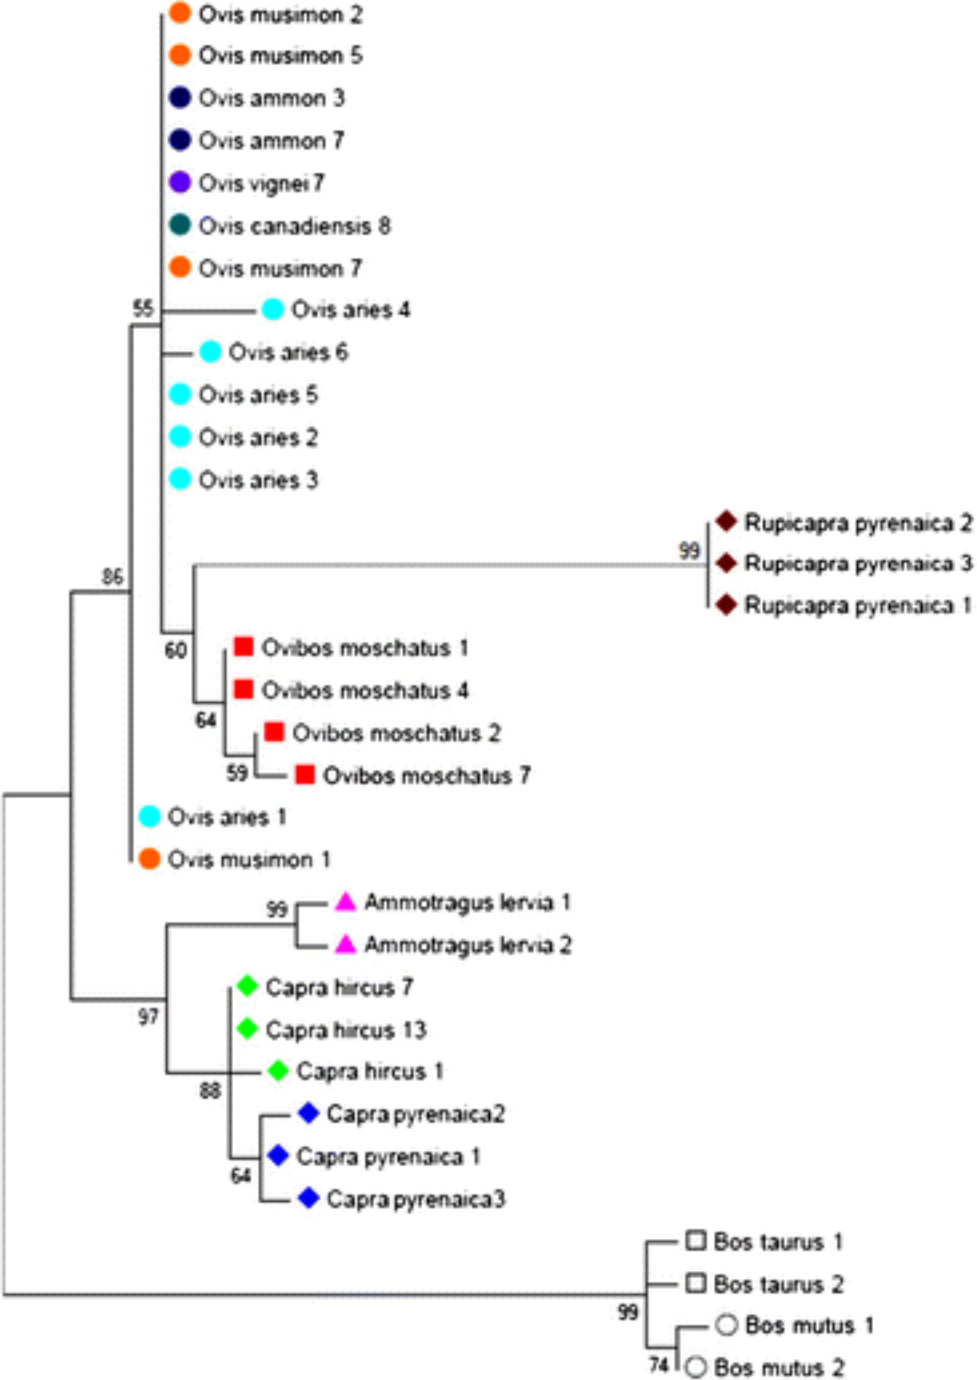 Ovis musimon 2
Ovis musimon 5
Ovis ammon 3
Ovis ammon 7
Ovis vignei 7
Ovis canadiensis 8
Ovis musimon 7
55
Ovis aries 4
Ovis aries 6
Ovis aries 5
Ovis aries 2
Ovis aries 3
Rupicapra pyrenaica 2
99
Rupicapra pyrenaica 3
86
Rupicapra pyrenaica 1
Ovibos moschatus 1
60
Ovibos moschatus 4
64
Ovibos moschatus 2
59
Ovibos moschatus 7
Ovis aries 1
Ovis musimon 1
Ammotragus lervia 1
99
Ammotragus lervia 2
Capra hircus 7
97
Capra hircus 13
Capra hircus 1
88
Capra pyrenaica2
Capra pyrenaica 1
64
Capra pyrenaica3
Bos taurus 1
Bos taurus 2
99
Bos mutus 1
74
Bos mutus 2